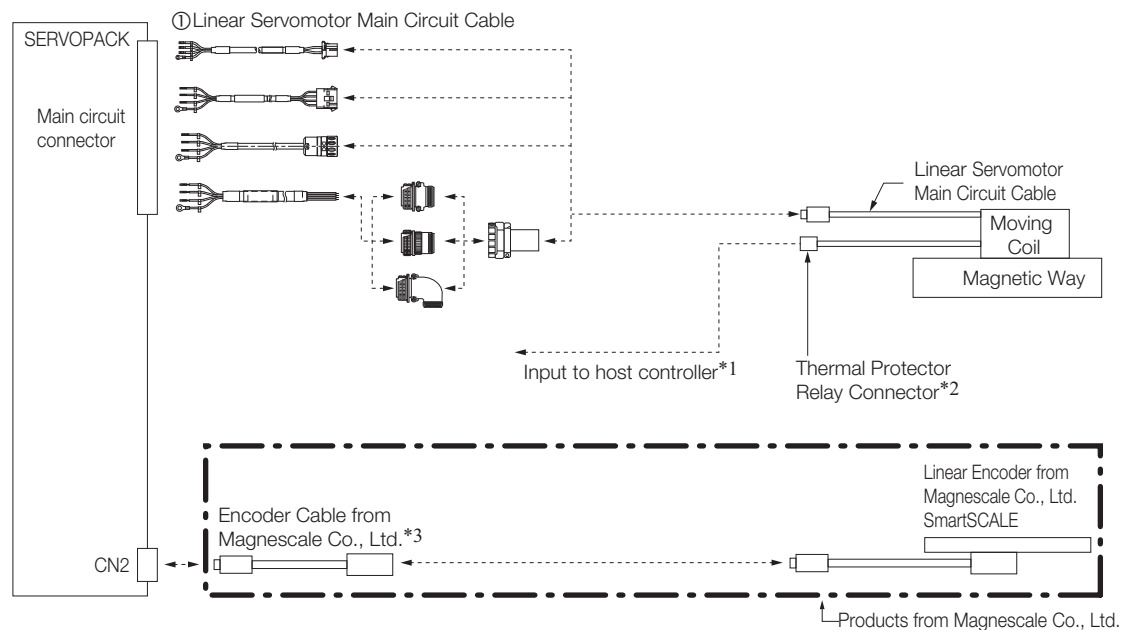 ①Linear Servomotor Main Circuit Cable
SERVOPACK
Main circuit
connector
Linear Servomotor
Main Circuit Cable
Moving
Coil
Magnetic Way
Input to host controller*1
Thermal Protector
Relay Connector*2
Linear Encoder from
Magnescale Co., Ltd.
SmartSCALE
Encoder Cable from
Magnescale Co., Ltd.*3
CN2
Products from Magnescale Co., Ltd.